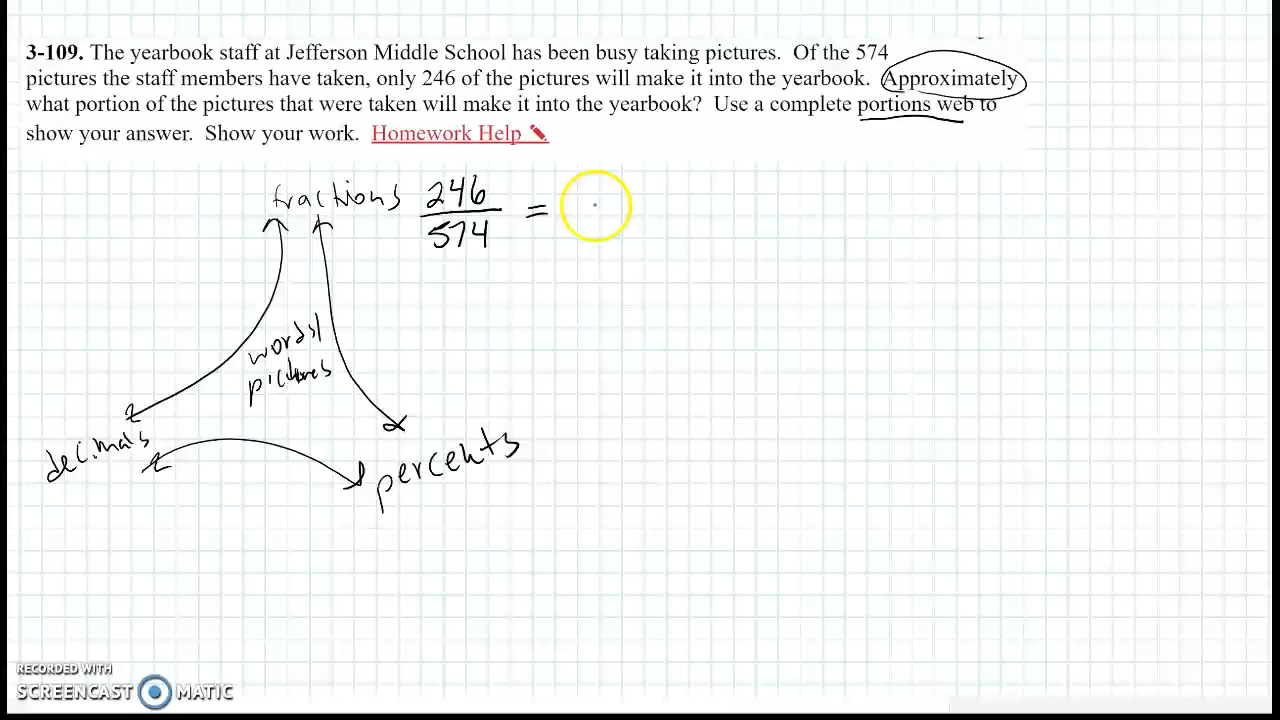 3-109. The yearbook staff at Jefferson Middle School has been busy taking pictures. Of the 574
pictures the staff members have taken, only 246 of the pictures will make it into the yearbook. Approximately
what portion of the pictures that were taken will make it into the yearbook? Use a complete portions web to
show your answer. Show your work. Homework Help
fractions 246/574 =
words/
pictures
decimals
percents
RECORDED WITH
SCREENCAST MATIC